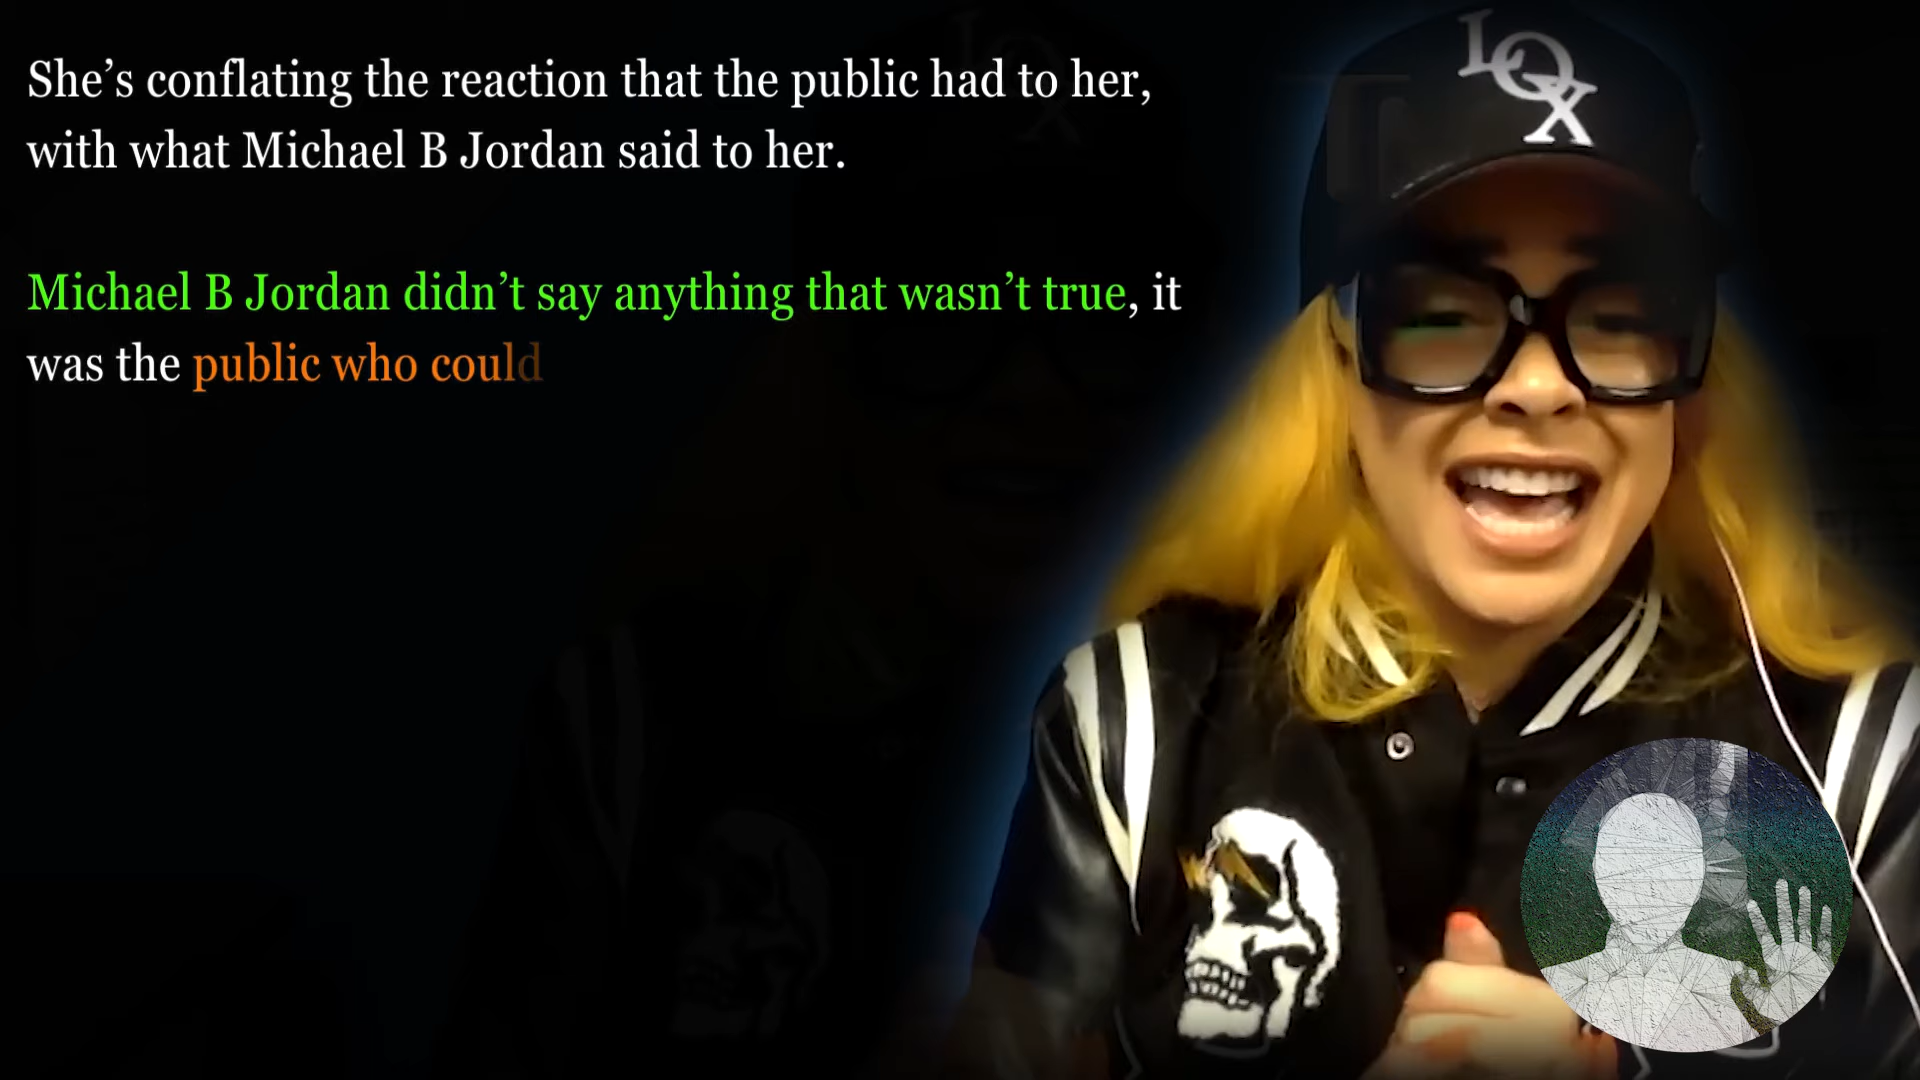 She’s conflating the reaction that the public had to her,
with what Michael B Jordan said to her.
Michael B Jordan didn’t say anything that wasn’t true, it
was the public who could
LOX